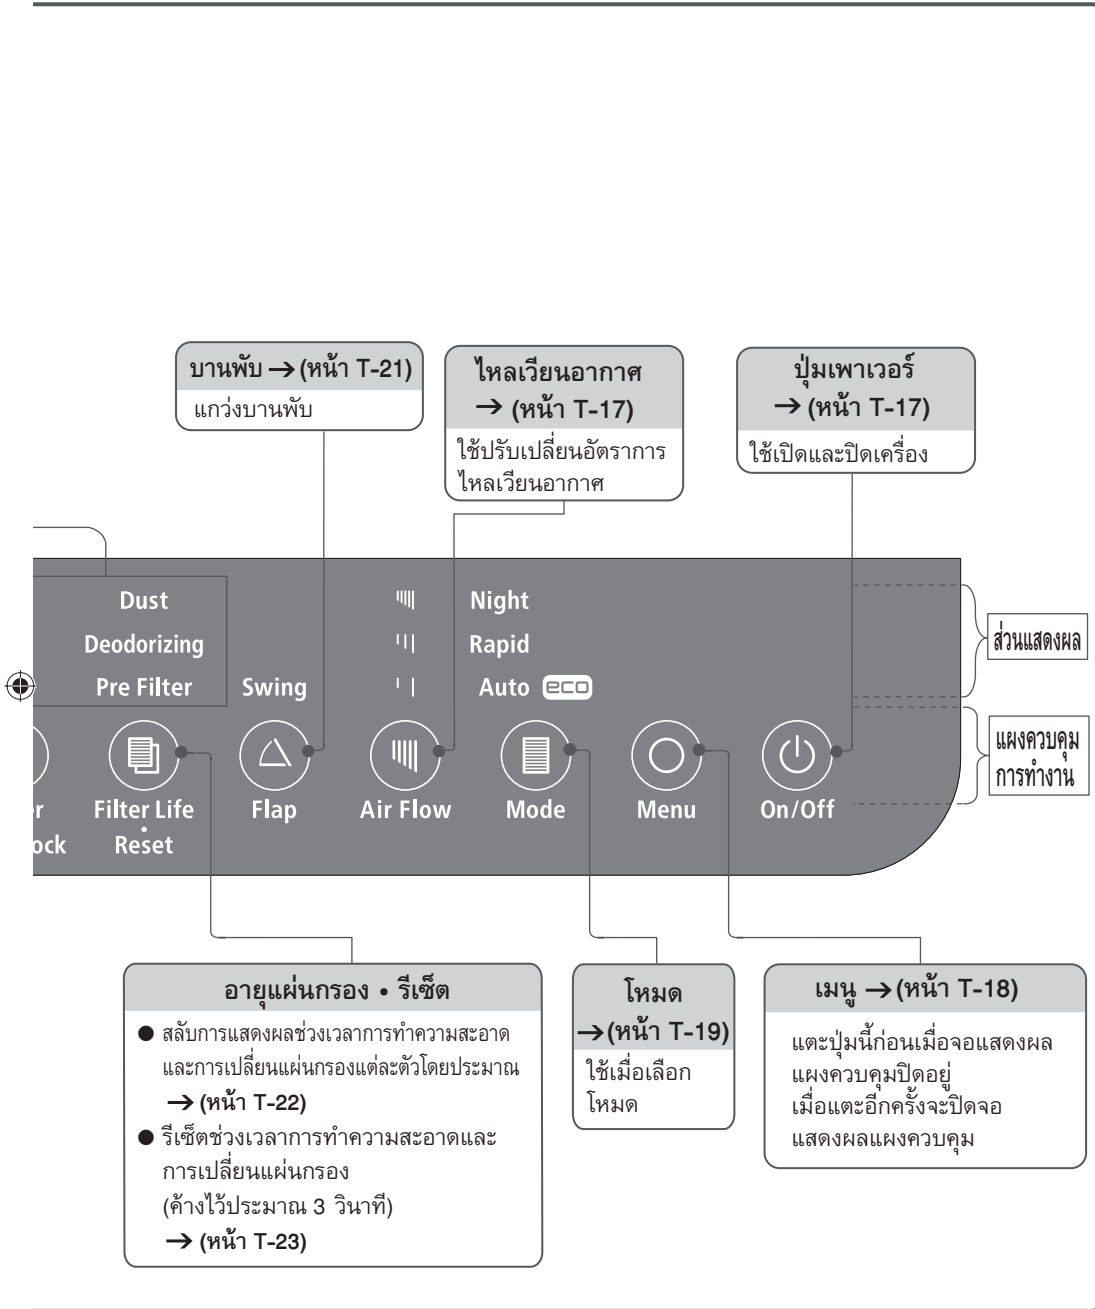 บานพับ → (หน้า T-21)
แกว่งบานพับ
ไหลเวียนอากาศ
→ (หน้า T-17)
ใช้ปรับเปลี่ยนอัตราการ
ไหลเวียนอากาศ
ปุ่มเพาเวอร์
→ (หน้า T-17)
ใช้เปิดและปิดเครื่อง
Dust
Night
Deodorizing
Rapid
Pre Filter
Swing
Auto eco
ส่วนแสดงผล
แผงควบคุม
การทำงาน
r
Filter Life
Flap
Air Flow
Mode
Menu
On/Off
ock
• Reset
อายุแผ่นกรอง • รีเซ็ต
● สลับการแสดงผลช่วงเวลาการทำความสะอาด
และการเปลี่ยนแผ่นกรองแต่ละตัวโดยประมาณ
→ (หน้า T-22)
● รีเซ็ตช่วงเวลาการทำความสะอาดและ
การเปลี่ยนแผ่นกรอง
(ค้างไว้ประมาณ 3 วินาที)
→ (หน้า T-23)
โหมด
→ (หน้า T-19)
ใช้เมื่อเลือก
โหมด
เมนู → (หน้า T-18)
แตะปุ่มนี้ก่อนเมื่อจอแสดงผล
แผงควบคุมปิดอยู่
เมื่อแตะอีกครั้งจะปิดจอ
แสดงผลแผงควบคุม